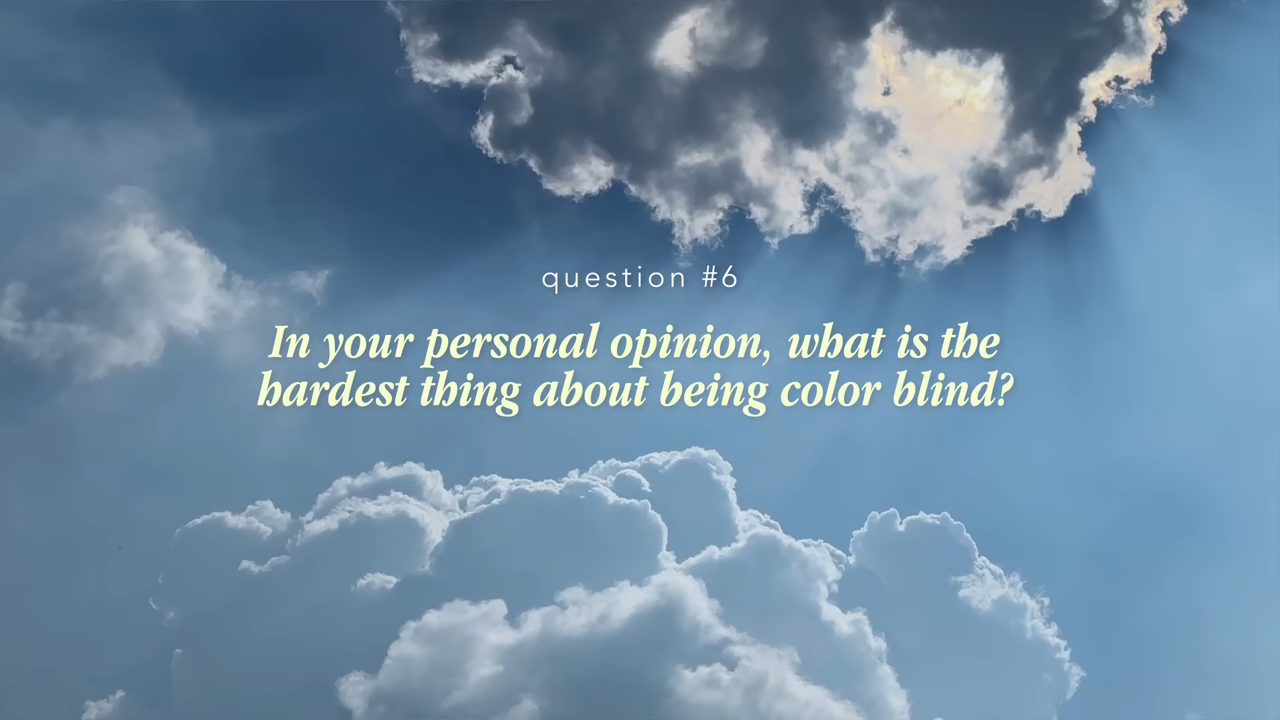 question #6
In your personal opinion, what is the
hardest thing about being color blind?